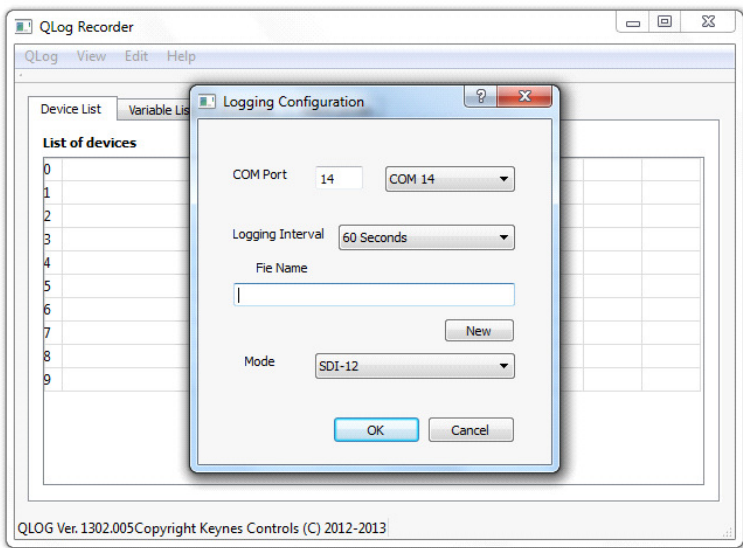 QLog Recorder
QLog View Edit Help
Device List Variable Lis
List of devices
0
1
2
3
4
5
6
7
8
9
Logging Configuration
COM Port 14 COM 14
Logging Interval 60 Seconds
Fie Name
New
Mode SDI-12
OK Cancel
QLOG Ver. 1302.005Copyright Keynes Controls (C) 2012-2013